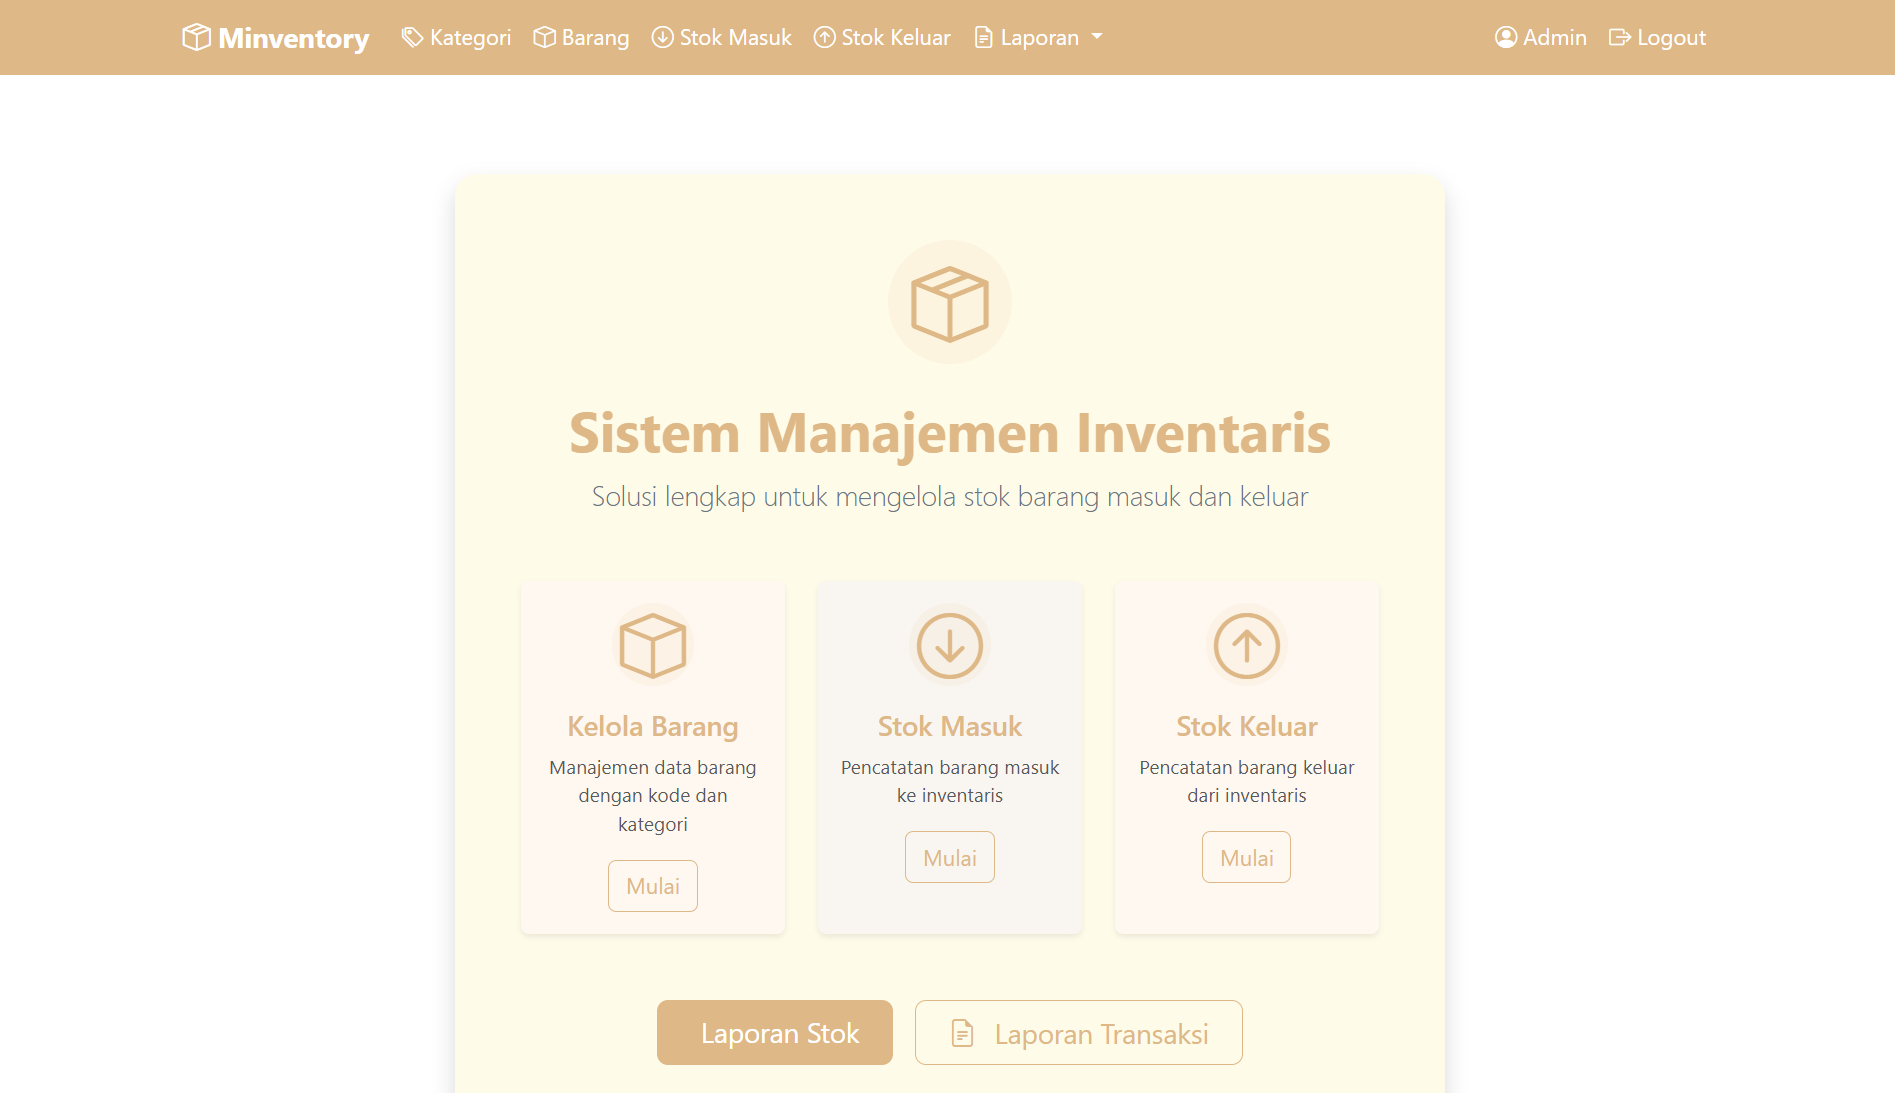 Minventory Kategori Barang Stok Masuk Stok Keluar Laporan Admin Logout
Sistem Manajemen Inventaris
Solusi lengkap untuk mengelola stok barang masuk dan keluar
Kelola Barang
Manajemen data barang
dengan kode dan
kategori
Mulai
Stok Masuk
Pencatatan barang masuk
ke inventaris
Mulai
Stok Keluar
Pencatatan barang keluar
dari inventaris
Mulai
Laporan Stok
Laporan Transaksi